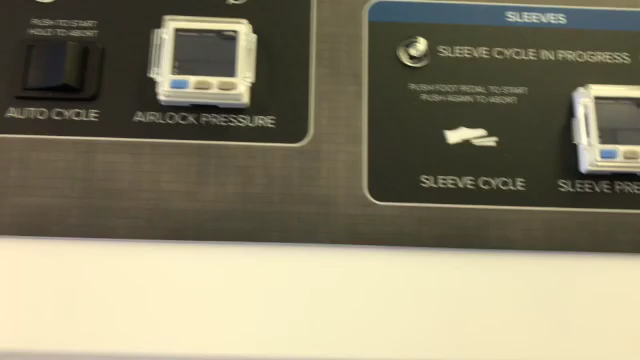 PUSH TO START
HOLD TO ABORT
AUTO CYCLE
AIRLOCK PRESSURE
SLEEVES
SLEEVE CYCLE IN PROGRESS
PUSH FOOT PEDAL TO START
PUSH AGAIN TO ABORT
SLEEVE CYCLE
SLEEVE PRE